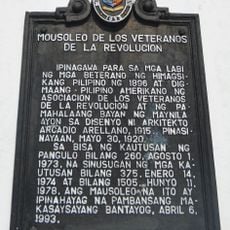 MOUSOLEO DE LOS VETERANOS
DE LA REVOLUCION
IPINAGAWA PARA SA MGA LABI
NG MGA BETERANO NG HIMAGSI-
KANG PILIPINO NG 1896 AT DIG-
MAANG PILIPINO AMERIKANO NG
ASOCIACION DE LOS VETERANOS
DE LA REVOLUCION AT NG PA-
MAHALAANG BAYAN NG MAYNILA
AYON SA DISENYO NI ARKITEKTO
ARCADIO ARELLANO, 1915. PINASI-
NAYAAN, MAYO 30, 1920.
SA BISA NG KAUTUSAN NG
PANGULO BILANG 260, AGOSTO 1,
1973, NA SINUSUGAN NG MGA KA-
UTUSAN BILANG 375, ENERO 14,
1974 AT BILANG 1505, HUNYO 11,
1978, ANG MAUSOLEO NA ITO AY
IPINAHAYAG NA PAMBANSANG MA-
KASAYSAYANG BANTAYOG, ABRIL 6,
1993.